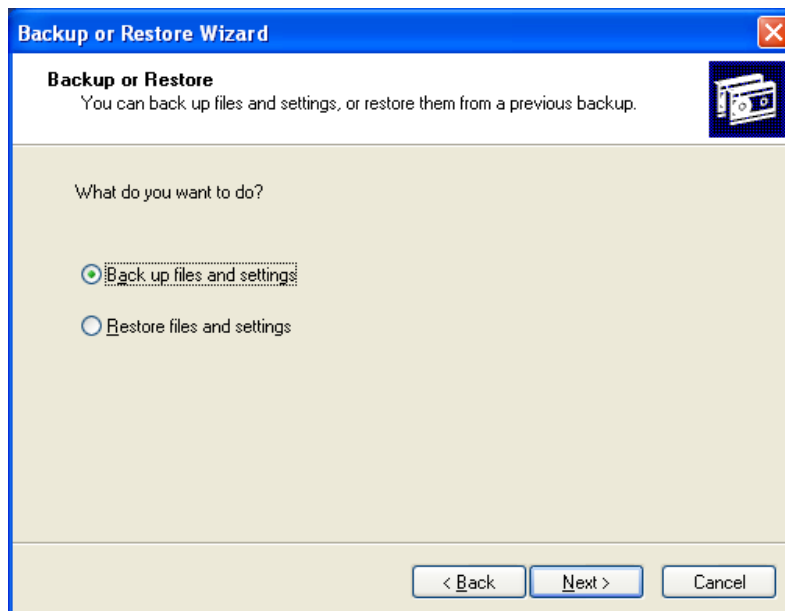 Backup or Restore Wizard
Backup or Restore
You can back up files and settings, or restore them from a previous backup.
What do you want to do?
Back up files and settings
Restore files and settings
< Back Next > Cancel